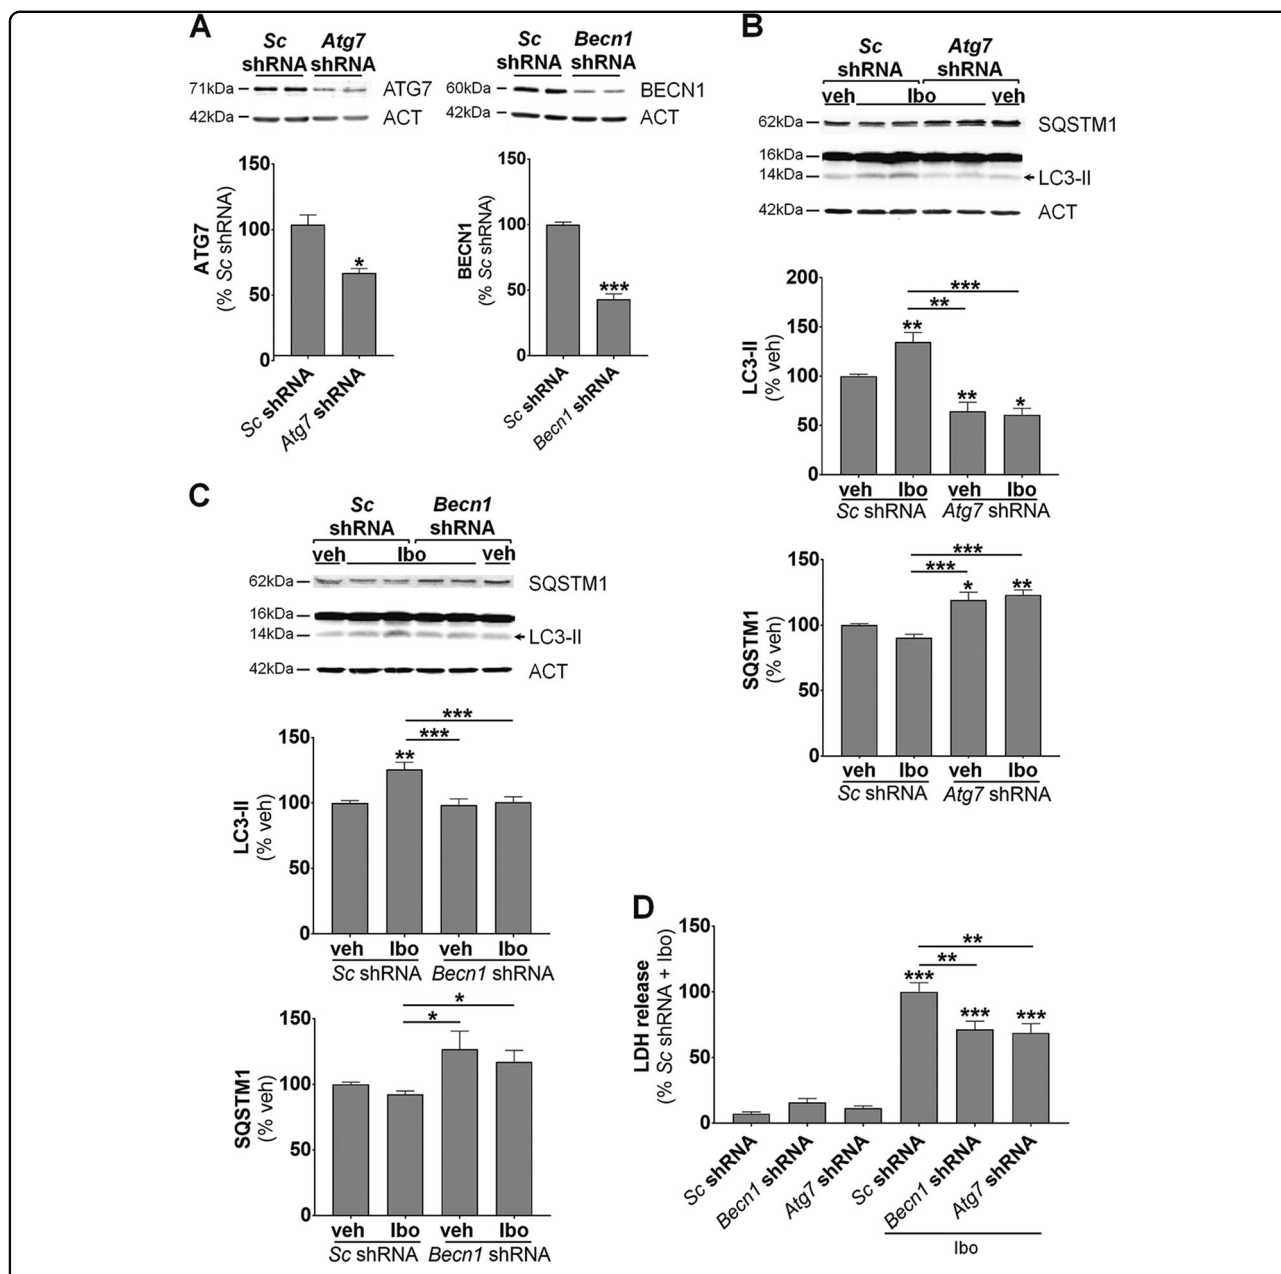 A
Sc Atg7
shRNA shRNA
71kDa ATG7
42kDa ACT
Sc Becn1
shRNA shRNA
60kDa BECN1
42kDa ACT
ATG7
(% Sc shRNA)
150
100
50
0
*
Sc shRNA
Atg7 shRNA
BECN1
(% Sc shRNA)
150
100
50
0
***
Sc shRNA
Becn1 shRNA
B
Sc Atg7
shRNA shRNA
veh Ibo veh
62kDa SQSTM1
16kDa
14kDa LC3-II
42kDa ACT
LC3-II
(% veh)
200
150
100
50
0
***
**
**
**
*
veh Ibo veh Ibo
Sc shRNA Atg7 shRNA
SQSTM1
(% veh)
150
100
50
0
***
***
*
**
veh Ibo veh Ibo
Sc shRNA Atg7 shRNA
C
Sc Becn1
shRNA shRNA
veh Ibo veh
62kDa SQSTM1
16kDa
14kDa LC3-II
42kDa ACT
LC3-II
(% veh)
150
100
50
0
***
***
**
veh Ibo veh Ibo
Sc shRNA Becn1 shRNA
SQSTM1
(% veh)
150
100
50
0
*
*
veh Ibo veh Ibo
Sc shRNA Becn1 shRNA
D
LDH release
(% Sc shRNA + Ibo)
150
100
50
0
**
**
***
***
***
Sc shRNA
Becn1 shRNA
Atg7 shRNA
Sc shRNA
Becn1 shRNA
Atg7 shRNA
Ibo